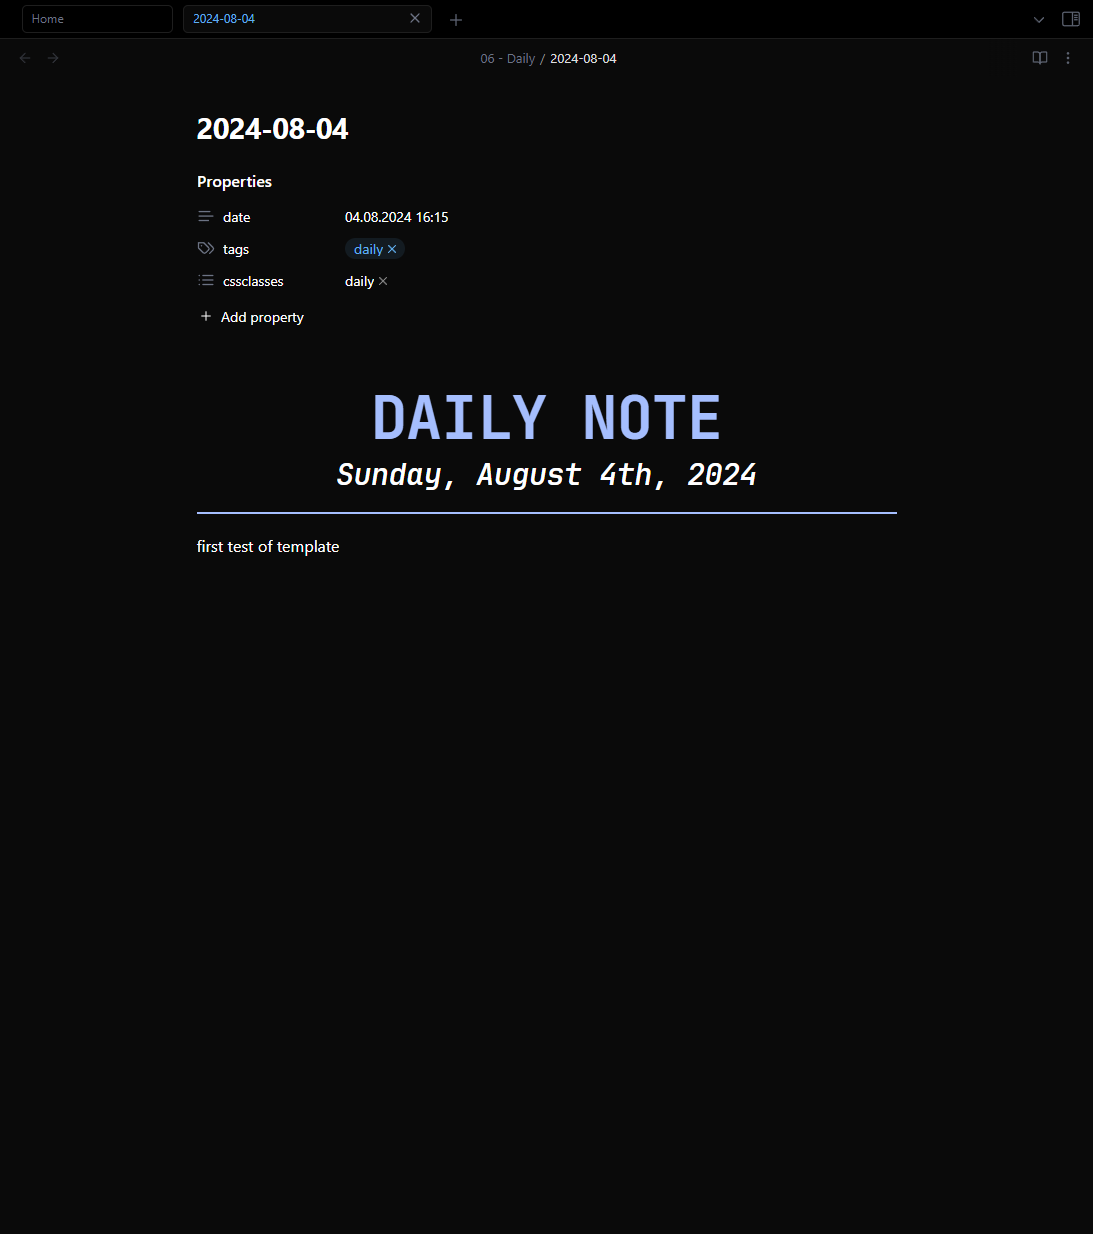 Home
2024-08-04
06 - Daily / 2024-08-04
2024-08-04
Properties
date 04.08.2024 16:15
tags daily
cssclasses daily
Add property
DAILY NOTE
Sunday, August 4th, 2024
first test of template